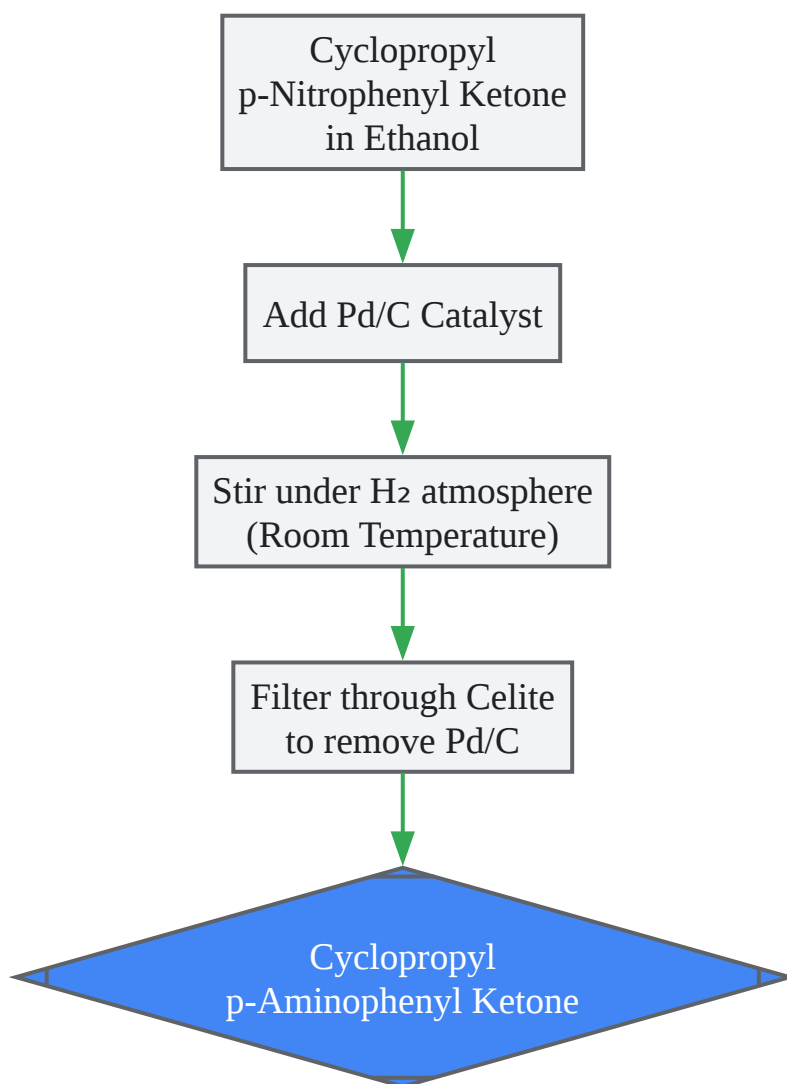 Cyclopropyl
p-Nitrophenyl Ketone
in Ethanol
Add Pd/C Catalyst
Stir under H₂ atmosphere
(Room Temperature)
Filter through Celite
to remove Pd/C
Cyclopropyl
p-Aminophenyl Ketone